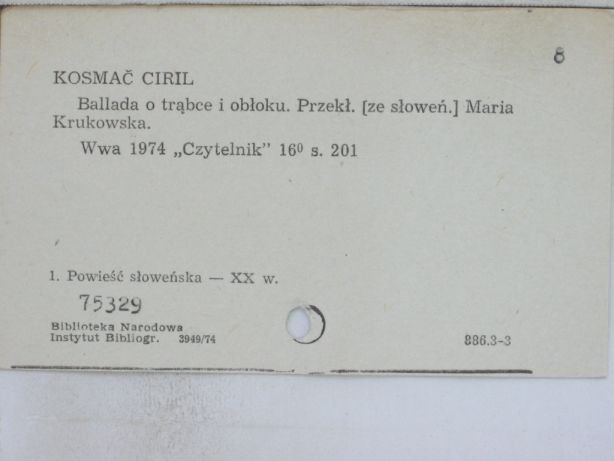 8
KOSMAČ CIRIL
Ballada o trąbce i obłoku. Przekł. [ze słoweń.] Maria
Krukowska.
Wwa 1974 „Czytelnik” 16⁰ s. 201
1. Powieść słoweńska — XX w.
75329
Biblioteka Narodowa
Instytut Bibliogr. 3949/74
886.3-3